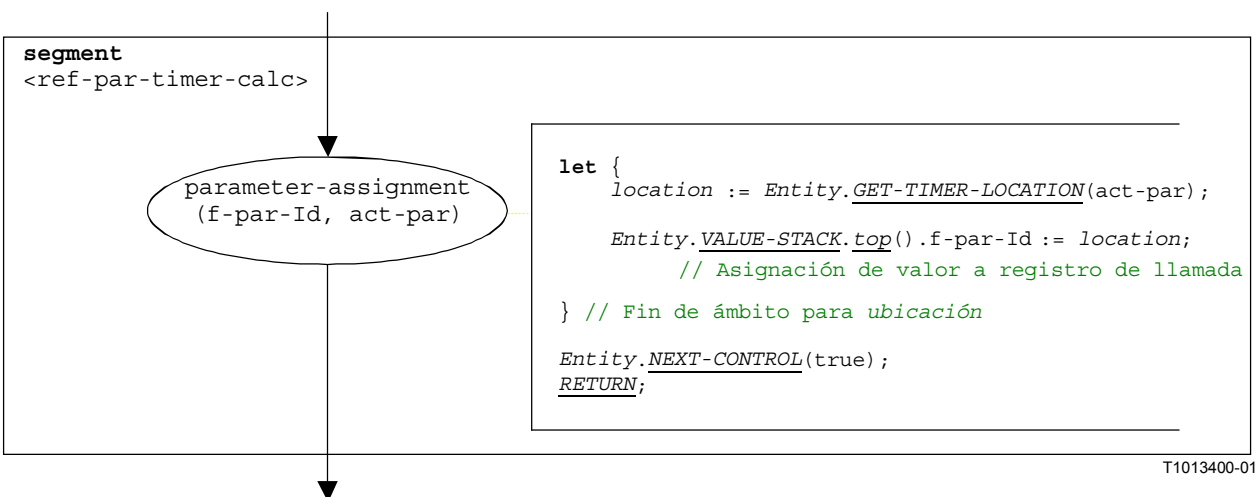 segment
<ref-par-timer-calc>
parameter-assignment
(f-par-Id, act-par)
let {
location := Entity.GET-TIMER-LOCATION(act-par);
Entity.VALUE-STACK.top().f-par-Id := location;
// Asignación de valor a registro de llamada
} // Fin de ámbito para ubicación
Entity.NEXT-CONTROL(true);
RETURN;
T1013400-01